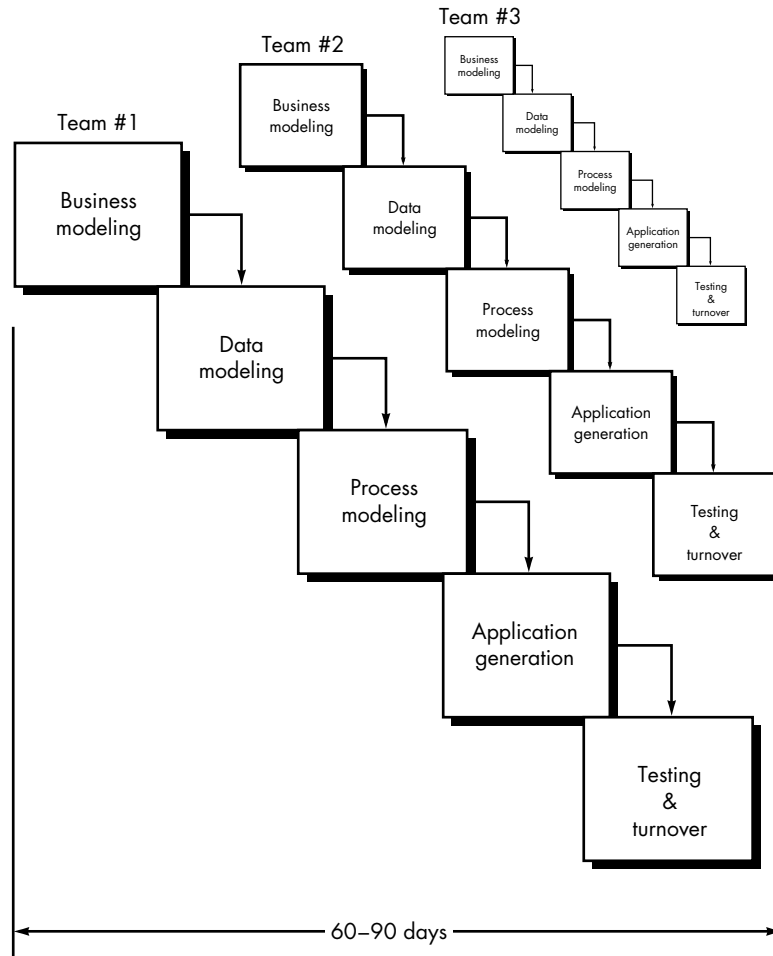 Team #1
Business
modeling
Data
modeling
Process
modeling
Application
generation
Testing
&
turnover
Team #2
Business
modeling
Data
modeling
Process
modeling
Application
generation
Testing
&
turnover
Team #3
Business
modeling
Data
modeling
Process
modeling
Application
generation
Testing
&
turnover
60–90 days